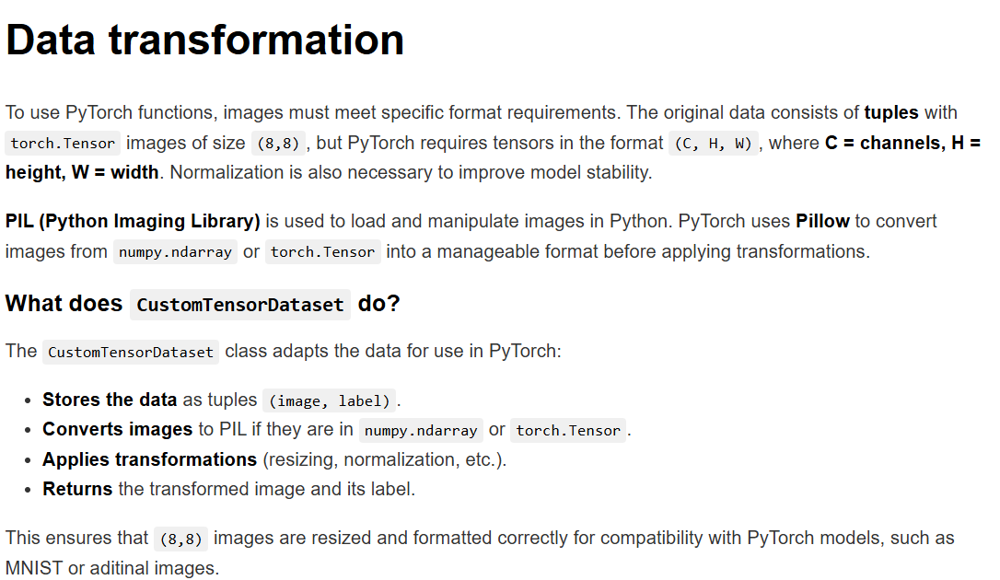 Data transformation
To use PyTorch functions, images must meet specific format requirements. The original data consists of tuples with
torch.Tensor images of size (8,8), but PyTorch requires tensors in the format (C, H, W), where C = channels, H =
height, W = width. Normalization is also necessary to improve model stability.
PIL (Python Imaging Library) is used to load and manipulate images in Python. PyTorch uses Pillow to convert
images from numpy.ndarray or torch.Tensor into a manageable format before applying transformations.
What does CustomTensorDataset do?
The CustomTensorDataset class adapts the data for use in PyTorch:
• Stores the data as tuples (image, label).
• Converts images to PIL if they are in numpy.ndarray or torch.Tensor.
• Applies transformations (resizing, normalization, etc.).
• Returns the transformed image and its label.
This ensures that (8,8) images are resized and formatted correctly for compatibility with PyTorch models, such as
MNIST or aditinal images.